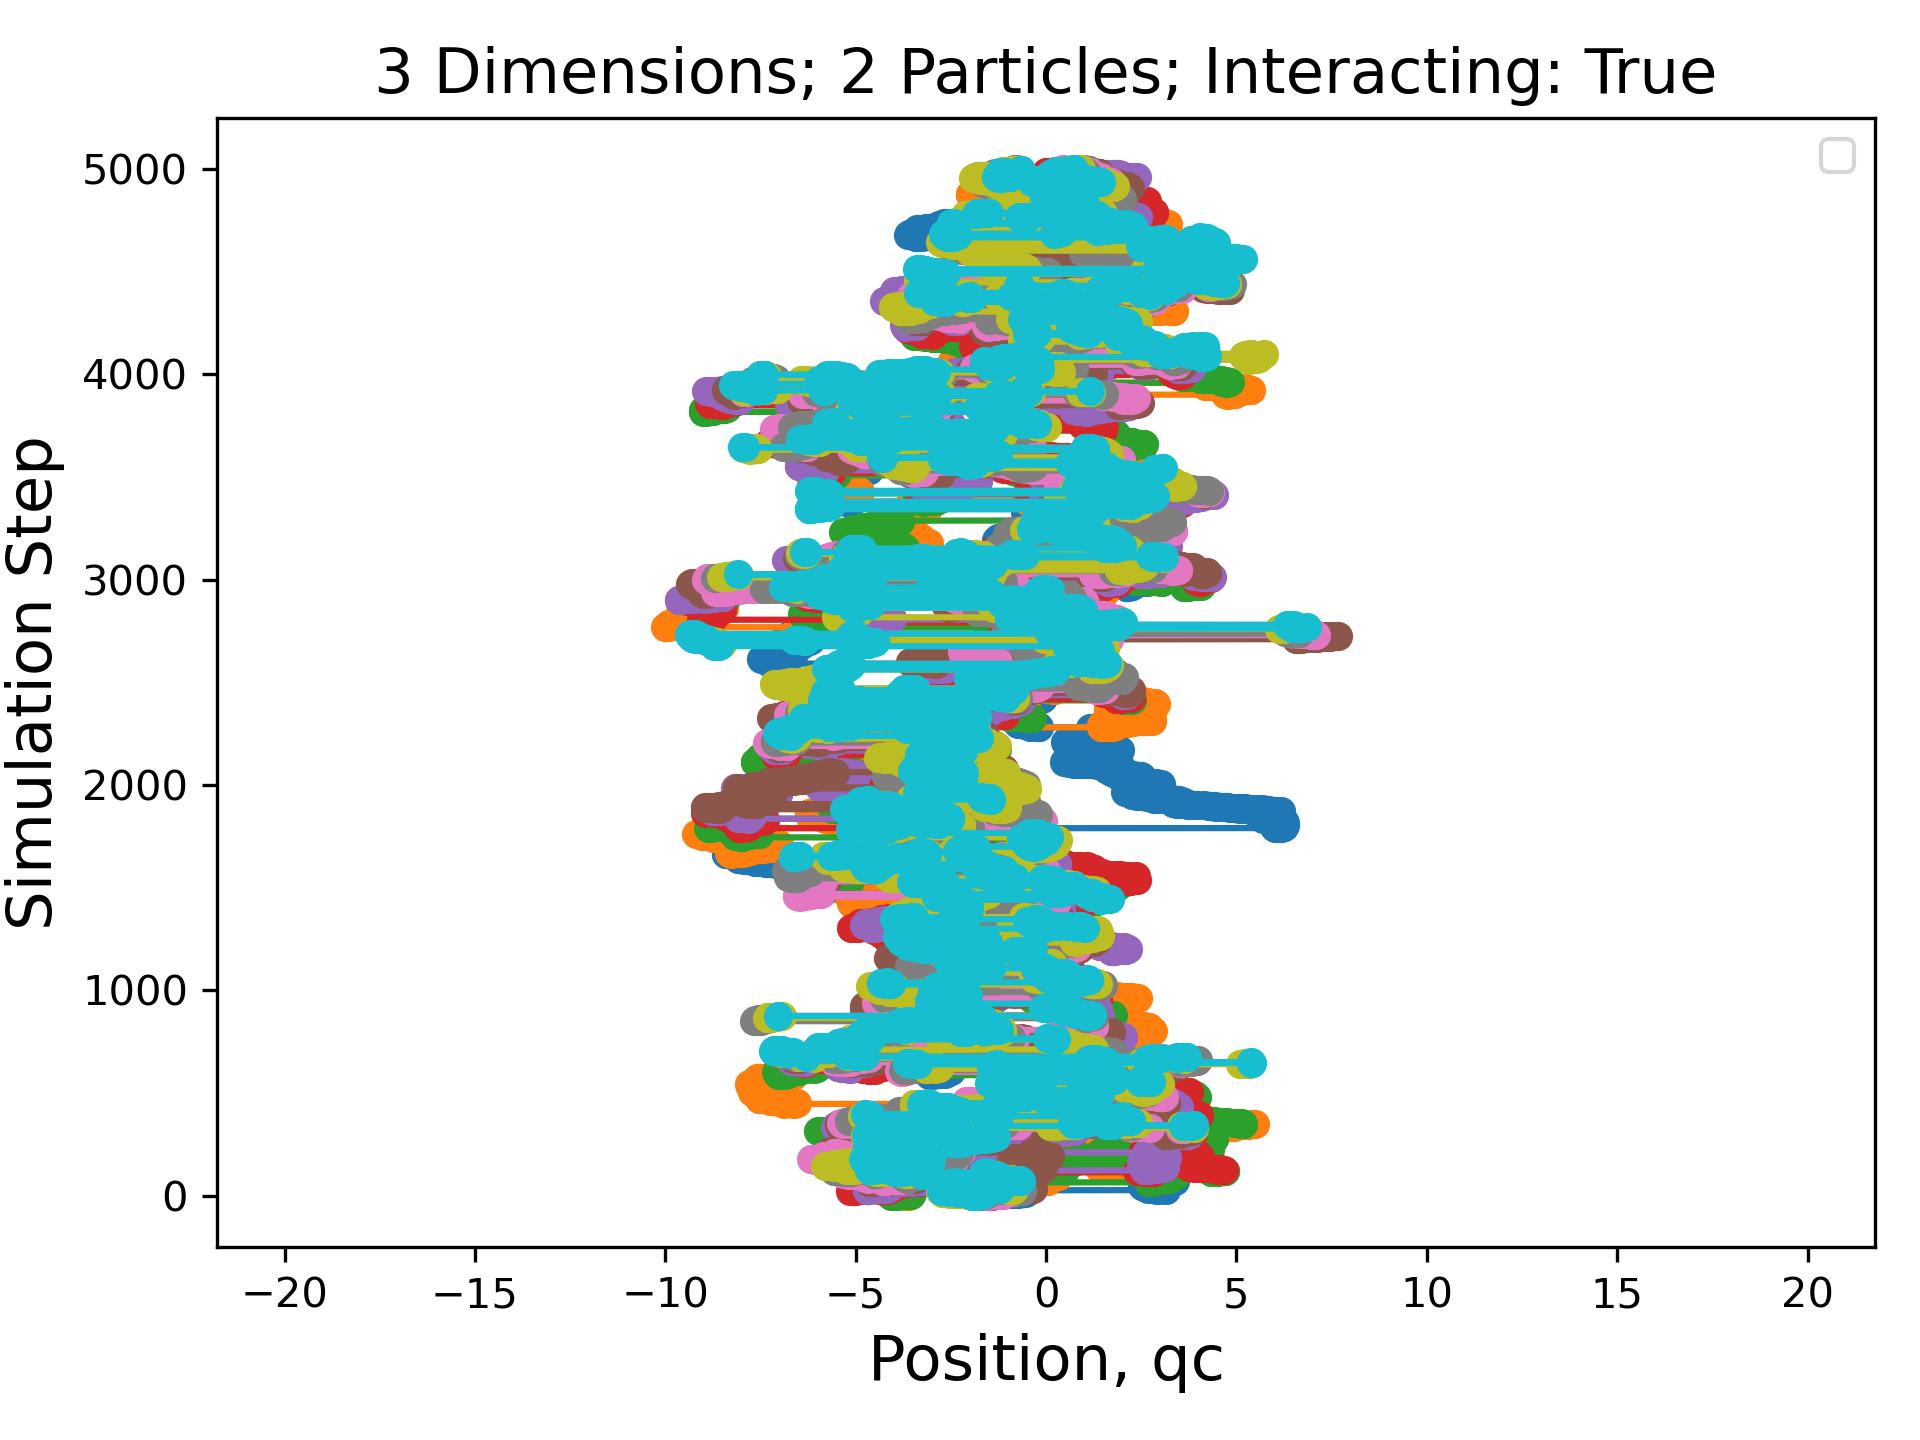 3 Dimensions; 2 Particles; Interacting: True
Simulation Step
5000
4000
3000
2000
1000
0
−20 −15 −10 −5 0 5 10 15 20
Position, qc